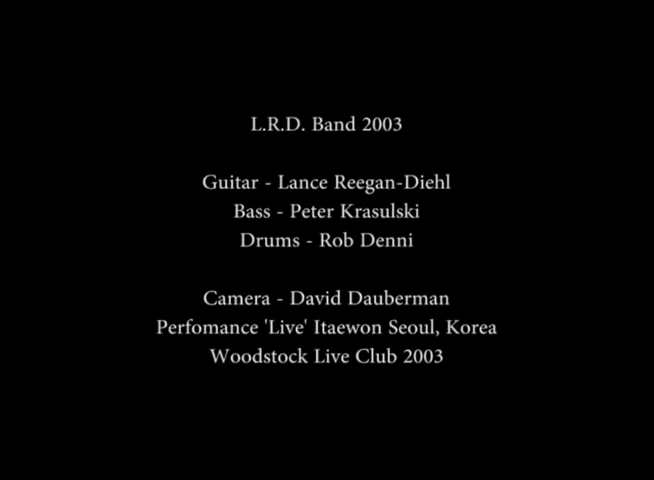 L.R.D. Band 2003
Guitar - Lance Reegan-Diehl
Bass - Peter Krasulski
Drums - Rob Denni
Camera - David Dauberman
Perfomance 'Live' Itaewon Seoul, Korea
Woodstock Live Club 2003